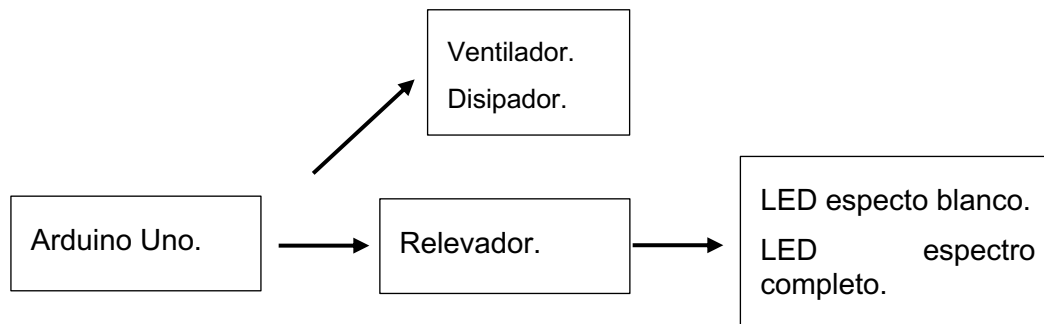 Ventilador.
Disipador.
Arduino Uno.
Relevador.
LED especto blanco.
LED espectro
completo.